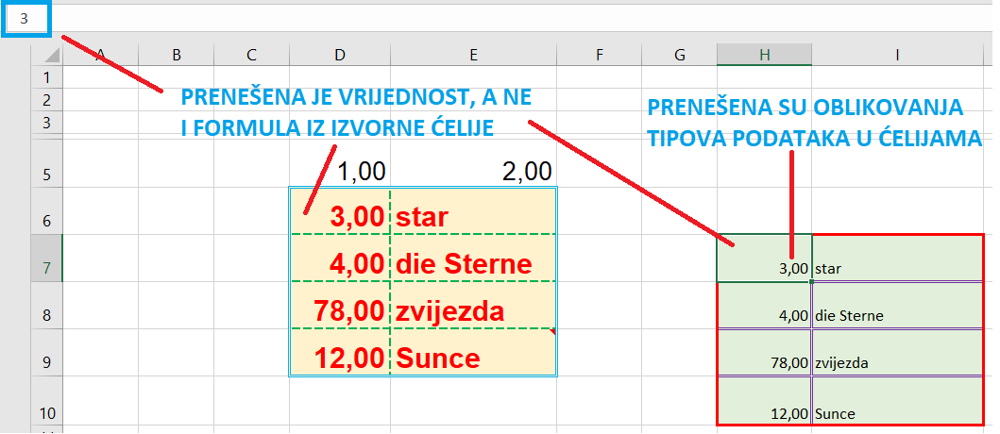 3
A B C D E F G H I
1
2
PRENEŠENA JE VRIJEDNOST, A NE
I FORMULA IZ IZVORNE ĆELIJE
PRENEŠENA SU OBLIKOVANJA
TIPOVA PODATAKA U ĆELIJAMA
3
5 1,00 2,00
6 3,00 star
7 4,00 die Sterne 3,00 star
8 78,00 zvijezda 4,00 die Sterne
9 12,00 Sunce 78,00 zvijezda
10 12,00 Sunce